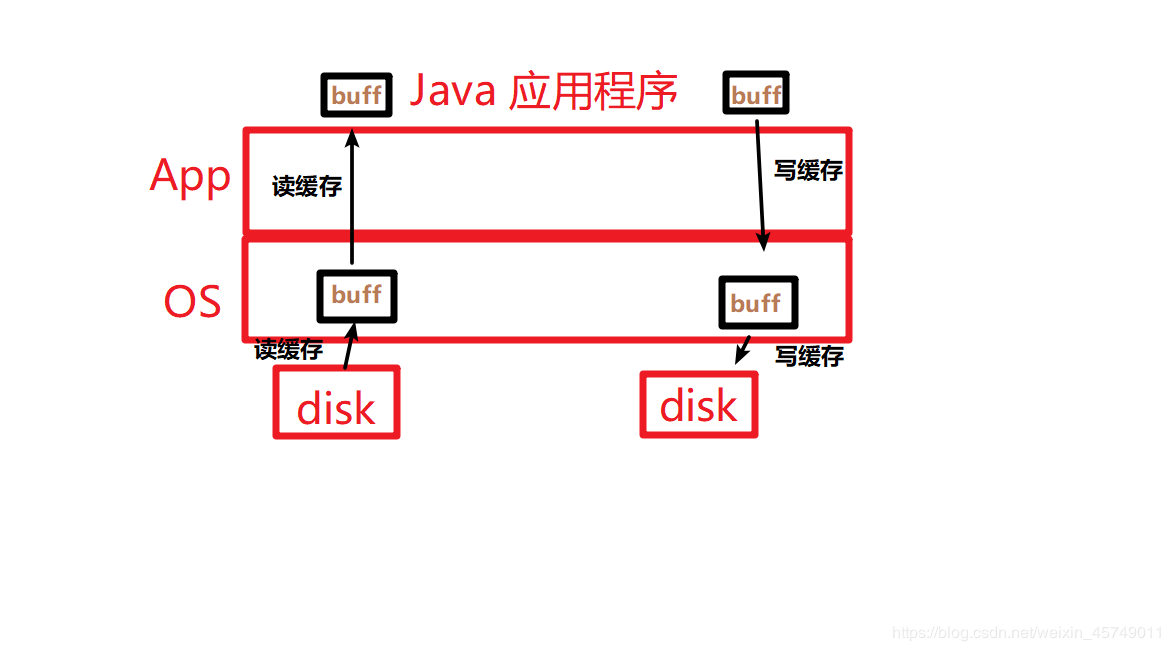 buff Java 应用程序 buff
App 读缓存 写缓存
OS buff buff
读缓存 写缓存
disk disk
https://blog.csdn.net/weixin_45749011